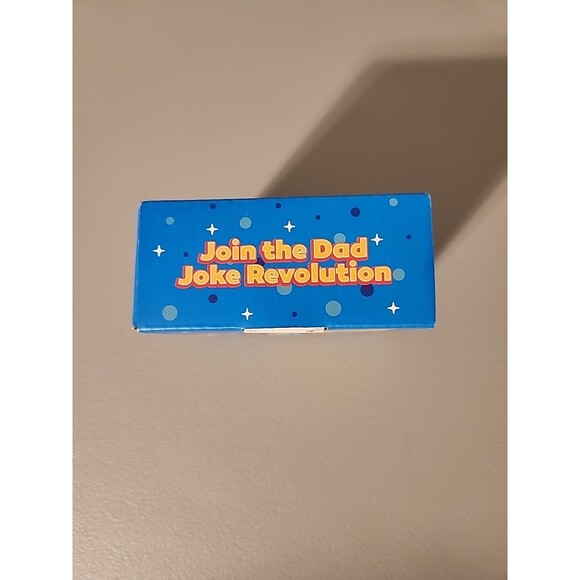 Join the Dad
Joke Revolution